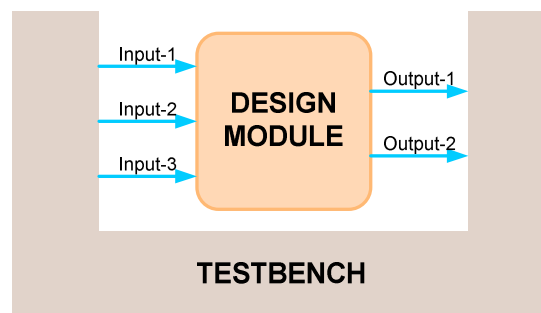 Input-1
Input-2
Input-3
DESIGN
MODULE
Output-1
Output-2
TESTBENCH